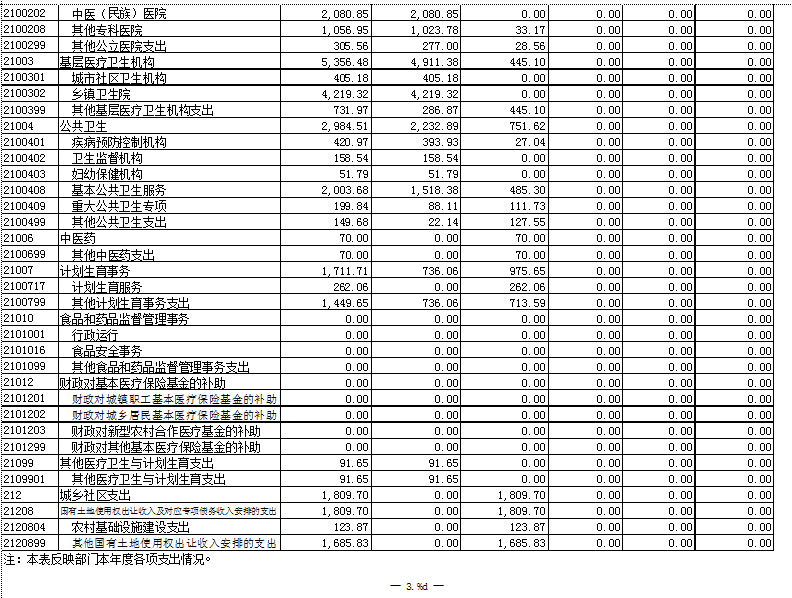 2100202 中医（民族）医院 2,080.85 2,080.85 0.00 0.00 0.00 0.00
2100208 其他专科医院 1,056.95 1,023.78 33.17 0.00 0.00 0.00
2100299 其他公立医院支出 305.56 277.00 28.56 0.00 0.00 0.00
21003 基层医疗卫生机构 5,356.48 4,911.38 445.10 0.00 0.00 0.00
2100301 城市社区卫生机构 405.18 405.18 0.00 0.00 0.00 0.00
2100302 乡镇卫生院 4,219.32 4,219.32 0.00 0.00 0.00 0.00
2100399 其他基层医疗卫生机构支出 731.97 286.87 445.10 0.00 0.00 0.00
21004 公共卫生 2,984.51 2,232.89 751.62 0.00 0.00 0.00
2100401 疾病预防控制机构 420.97 393.93 27.04 0.00 0.00 0.00
2100402 卫生监督机构 158.54 158.54 0.00 0.00 0.00 0.00
2100403 妇幼保健机构 51.79 51.79 0.00 0.00 0.00 0.00
2100408 基本公共卫生服务 2,003.68 1,518.38 485.30 0.00 0.00 0.00
2100409 重大公共卫生专项 199.84 88.11 111.73 0.00 0.00 0.00
2100499 其他公共卫生支出 149.68 22.14 127.55 0.00 0.00 0.00
21006 中医药 70.00 0.00 70.00 0.00 0.00 0.00
2100699 其他中医药支出 70.00 0.00 70.00 0.00 0.00 0.00
21007 计划生育事务 1,711.71 736.06 975.65 0.00 0.00 0.00
2100717 计划生育服务 262.06 0.00 262.06 0.00 0.00 0.00
2100799 其他计划生育事务支出 1,449.65 736.06 713.59 0.00 0.00 0.00
21010 食品和药品监督管理事务 0.00 0.00 0.00 0.00 0.00 0.00
2101001 行政运行 0.00 0.00 0.00 0.00 0.00 0.00
2101016 食品安全事务 0.00 0.00 0.00 0.00 0.00 0.00
2101099 其他食品和药品监督管理事务支出 0.00 0.00 0.00 0.00 0.00 0.00
21012 财政对基本医疗保险基金的补助 0.00 0.00 0.00 0.00 0.00 0.00
2101201 财政对城镇职工基本医疗保险基金的补助 0.00 0.00 0.00 0.00 0.00 0.00
2101202 财政对城乡居民基本医疗保险基金的补助 0.00 0.00 0.00 0.00 0.00 0.00
2101203 财政对新型农村合作医疗基金的补助 0.00 0.00 0.00 0.00 0.00 0.00
2101299 财政对其他基本医疗保险基金的补助 0.00 0.00 0.00 0.00 0.00 0.00
21099 其他医疗卫生与计划生育支出 91.65 91.65 0.00 0.00 0.00 0.00
2109901 其他医疗卫生与计划生育支出 91.65 91.65 0.00 0.00 0.00 0.00
212 城乡社区支出 1,809.70 0.00 1,809.70 0.00 0.00 0.00
21208 国有土地使用权出让收入及对应专项债务收入安排的支出 1,809.70 0.00 1,809.70 0.00 0.00 0.00
2120804 农村基础设施建设支出 123.87 0.00 123.87 0.00 0.00 0.00
2120899 其他国有土地使用权出让收入安排的支出 1,685.83 0.00 1,685.83 0.00 0.00 0.00
注：本表反映部门本年度各项支出情况。
— 3.%d —